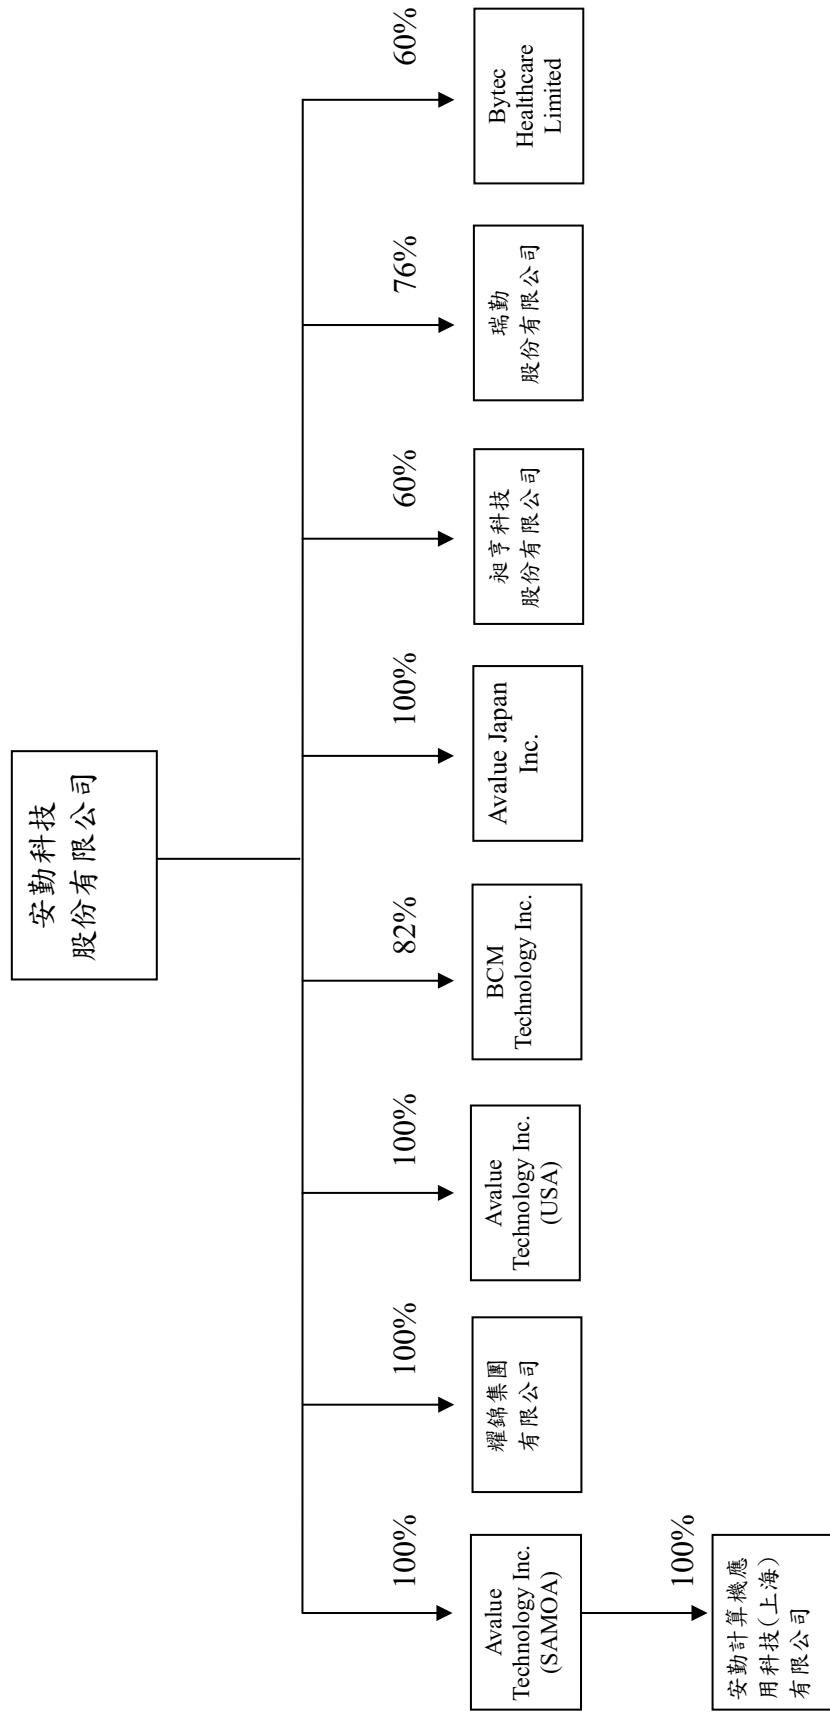 安勤科技
股份有限公司
100%
100%
100%
82%
100%
60%
76%
60%
Avalue
Technology Inc.
(SAMOA)
耀錦集團
有限公司
Avalue
Technology Inc.
(USA)
BCM
Technology Inc.
Avalue Japan
Inc.
昶亨科技
股份有限公司
瑞勤
股份有限公司
Bytec
Healthcare
Limited
100%
安勤計算機應
用科技(上海)
有限公司